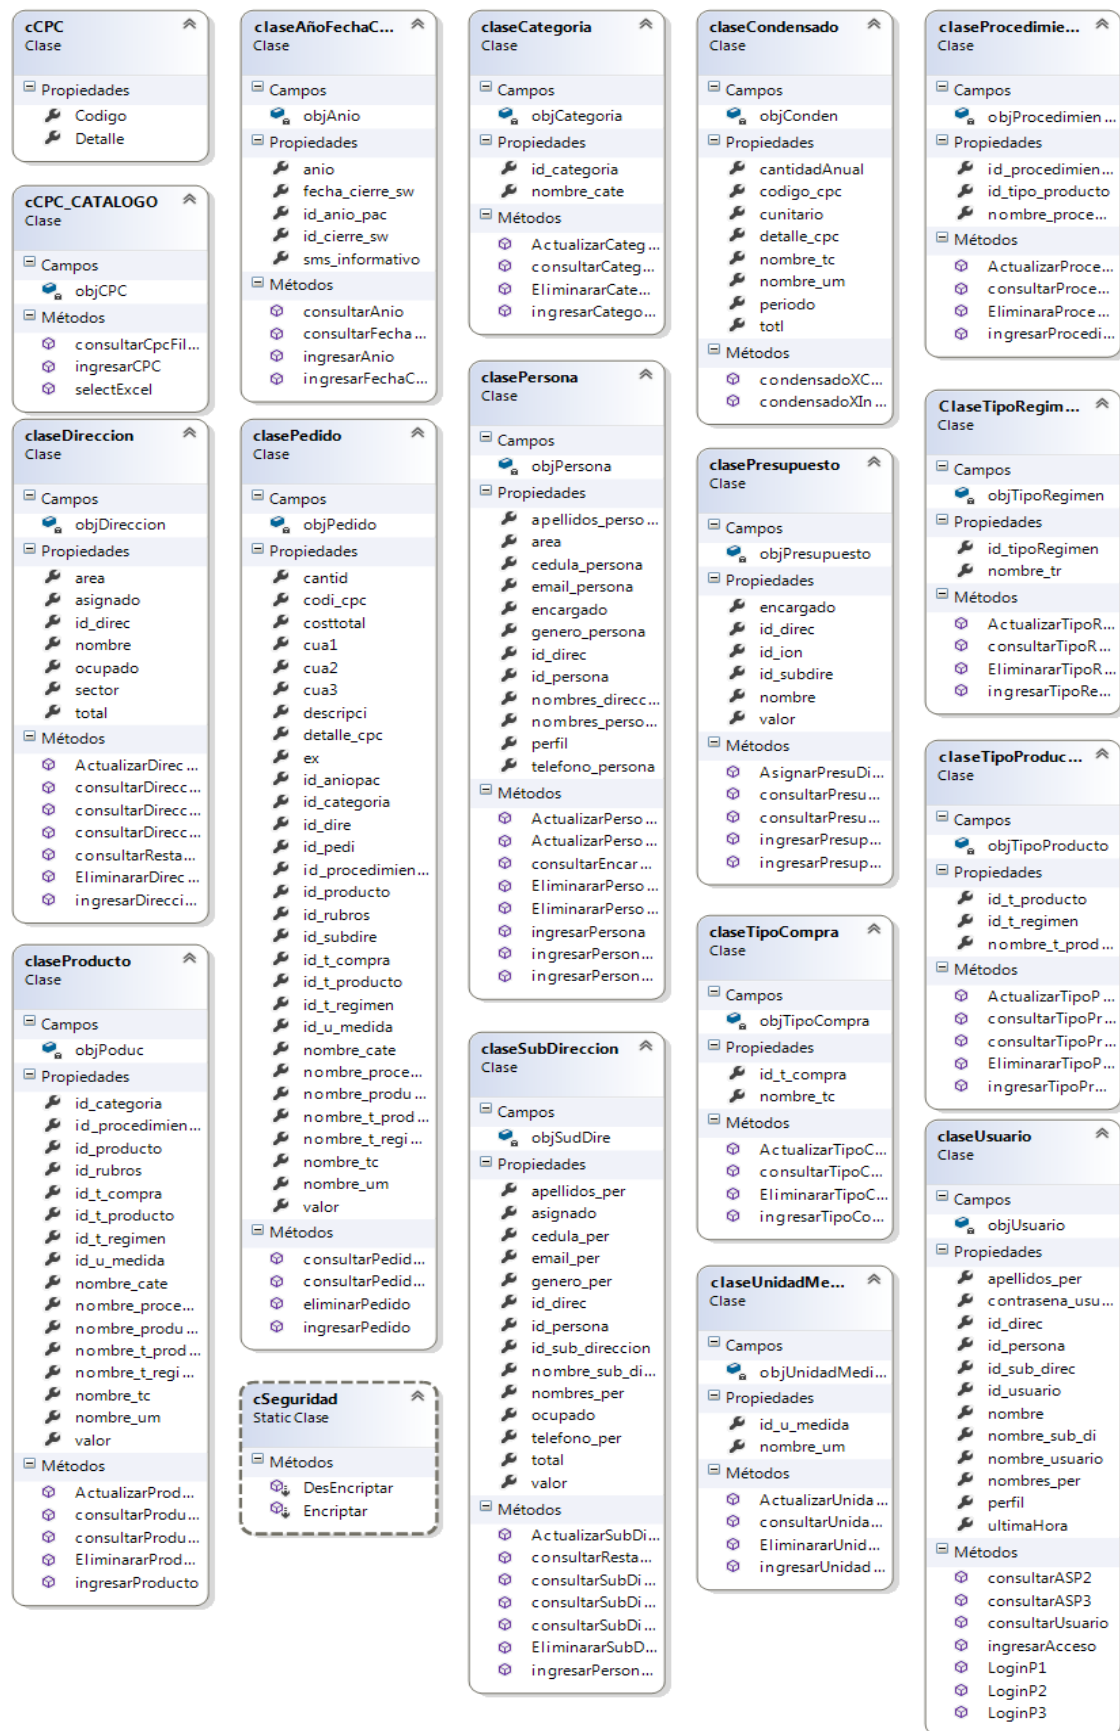 cCPC
Clase
Propiedades
Codigo
Detalle
cCPC_CATALOGO
Clase
Campos
objCPC
Métodos
consultarCpcFil...
ingresarCPC
selectExcel
claseDireccion
Clase
Campos
objDireccion
Propiedades
area
asignado
id_direc
nombre
ocupado
sector
total
Métodos
ActualizarDirec...
consultarDirecc...
consultarDirecc...
consultarDirecc...
consultarResta...
EliminararDirec...
ingresarDirecci...
claseProducto
Clase
Campos
objPoduc
Propiedades
id_categoria
id_procedimien...
id_producto
id_rubros
id_t_compra
id_t_producto
id_t_regimen
id_u_medida
nombre_cate
nombre_proce...
nombre_produ...
nombre_t_prod...
nombre_t_regi...
nombre_tc
nombre_um
valor
Métodos
ActualizarProd...
consultarProdu...
consultarProdu...
EliminararProd...
ingresarProducto
claseAñoFechaC...
Clase
Campos
objAnio
Propiedades
anio
fecha_cierre_sw
id_anio_pac
id_cierre_sw
sms_informativo
Métodos
consultarAnio
consultarFecha...
ingresarAnio
ingresarFechaC...
clasePedido
Clase
Campos
objPedido
Propiedades
cantid
codi_cpc
costtotal
cua1
cua2
cua3
descripci
detalle_cpc
ex
id_aniopac
id_categoria
id_dire
id_pedi
id_procedimien...
id_producto
id_rubros
id_subdire
id_t_compra
id_t_producto
id_t_regimen
id_u_medida
nombre_cate
nombre_proce...
nombre_produ...
nombre_t_prod...
nombre_t_regi...
nombre_tc
nombre_um
valor
Métodos
consultarPedid...
consultarPedid...
eliminarPedido
ingresarPedido
cSeguridad
Static Clase
Métodos
DesEncriptar
Encriptar
claseCategoria
Clase
Campos
objCategoria
Propiedades
id_categoria
nombre_cate
Métodos
ActualizarCateg...
consultarCateg...
EliminararCate...
ingresarCatego...
clasePersona
Clase
Campos
objPersona
Propiedades
apellidos_perso...
area
cedula_persona
email_persona
encargado
genero_persona
id_direc
id_persona
nombres_direcc...
nombres_perso...
perfil
telefono_persona
Métodos
ActualizarPerso...
ActualizarPerso...
consultarEncar...
EliminararPerso...
EliminararPerso...
ingresarPersona
ingresarPerson...
ingresarPerson...
claseSubDireccion
Clase
Campos
objSudDire
Propiedades
apellidos_per
asignado
cedula_per
email_per
genero_per
id_direc
id_persona
id_sub_direccion
nombre_sub_di...
nombres_per
ocupado
telefono_per
total
valor
Métodos
ActualizarSubDi...
consultarResta...
consultarSubDi...
consultarSubDi...
consultarSubDi...
EliminararSubD...
ingresarPerson...
claseCondensado
Clase
Campos
objConden
Propiedades
cantidadAnual
codigo_cpc
cunitario
detalle_cpc
nombre_tc
nombre_um
periodo
totl
Métodos
condensadoXC...
condensadoXIn...
clasePresupuesto
Clase
Campos
objPresupuesto
Propiedades
encargado
id_direc
id_ion
id_subdire
nombre
valor
Métodos
AsignarPresuDi...
consultarPresu...
consultarPresu...
ingresarPresup...
ingresarPresup...
claseTipoCompra
Clase
Campos
objTipoCompra
Propiedades
id_t_compra
nombre_tc
Métodos
ActualizarTipoC...
consultarTipoC...
EliminararTipoC...
ingresarTipoCo...
claseUnidadMe...
Clase
Campos
objUnidadMedi...
Propiedades
id_u_medida
nombre_um
Métodos
ActualizarUnida...
consultarUnida...
EliminararUnid...
ingresarUnidad...
claseProcedimie...
Clase
Campos
objProcedimien...
Propiedades
id_procedimien...
id_tipo_producto
nombre_proce...
Métodos
ActualizarProce...
consultarProce...
EliminaraProce...
ingresarProcedi...
ClaseTipoRegim...
Clase
Campos
objTipoRegimen
Propiedades
id_tipoRegimen
nombre_tr
Métodos
ActualizarTipoR...
consultarTipoR...
EliminararTipoR...
ingresarTipoRe...
claseTipoProduc...
Clase
Campos
objTipoProducto
Propiedades
id_t_producto
id_t_regimen
nombre_t_prod...
Métodos
ActualizarTipoP...
consultarTipoPr...
consultarTipoPr...
EliminararTipoP...
ingresarTipoPr...
claseUsuario
Clase
Campos
objUsuario
Propiedades
apellidos_per
contrasena_usu...
id_direc
id_persona
id_sub_direc
id_usuario
nombre
nombre_sub_di
nombre_usuario
nombres_per
perfil
ultimaHora
Métodos
consultarASP2
consultarASP3
consultarUsuario
ingresarAcceso
LoginP1
LoginP2
LoginP3